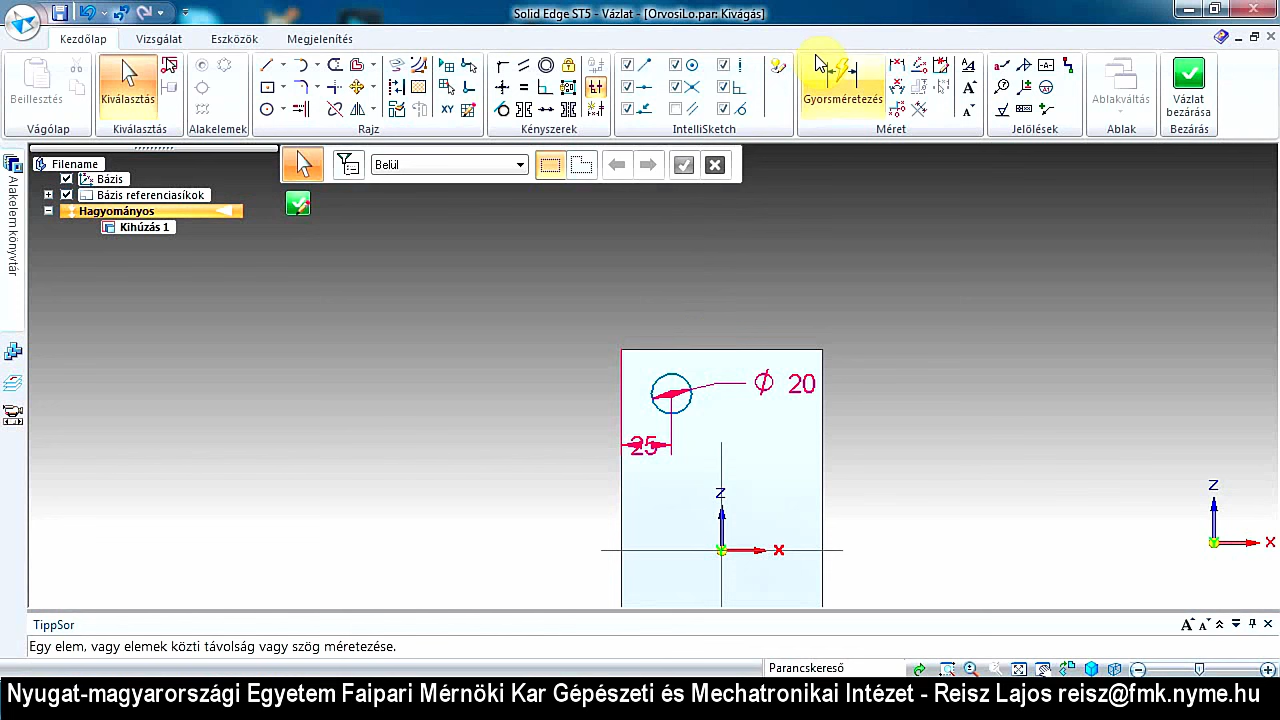 Solid Edge ST5 - Vázlat - [OrvosiLo.par: Kivágás]
Kezdőlap Vizsgálat Eszközök Megjelenítés
Beillesztés
Kiválasztás
Gyorsméretezés
Ablakváltás
Vázlat
bezárása
Vágólap Kiválasztás Alakelemek Rajz Kényszerek IntelliSketch Méret Jelölések Ablak Bezárás
XY
Filename
Belül
Bázis
Bázis referenciasíkok
Hagyományos
Kihúzás 1
Alakelem könyvtár
Ø 20
25
Z
X
Z
X
TippSor
Egy elem, vagy elemek közti távolság vagy szög méretezése.
Parancskereső
Nyugat-magyarországi Egyetem Faipari Mérnöki Kar Gépészeti és Mechatronikai Intézet - Reisz Lajos reisz@fmk.nyme.hu